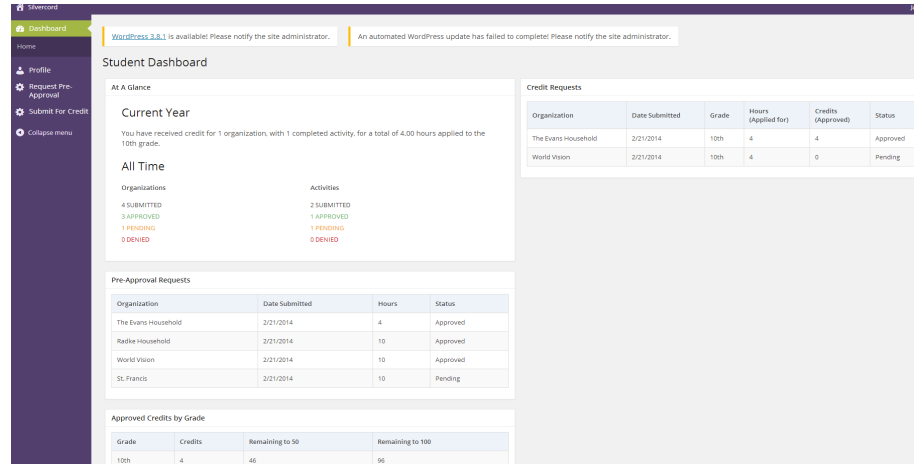 Silvercord
Dashboard
Home
Profile
Request Pre-
Approval
Submit For Credit
Collapse menu
WordPress 3.8.1 is available! Please notify the site administrator.
An automated WordPress update has failed to complete! Please notify the site administrator.
Student Dashboard
At A Glance
Current Year
You have received credit for 1 organization. with 1 completed activity. for a total of 4.00 hours applied to the
10th grade.
All Time
Organizations Activities
4 SUBMITTED 2 SUBMITTED
3 APPROVED 1 APPROVED
1 PENDING 1 PENDING
0 DENIED 0 DENIED
Pre-Approval Requests
Organization Date Submitted Hours Status
The Evans Household 2/21/2014 4 Approved
Radke Household 2/21/2014 10 Approved
World Vision 2/21/2014 10 Approved
St. Francis 2/21/2014 10 Pending
Approved Credits by Grade
Grade Credits Remaining to 50 Remaining to 100
10th 4 46 96
Credit Requests
Organization Date Submitted Grade Hours (Applied for) Credits (Approved) Status
The Evans Household 2/21/2014 10th 4 4 Approved
World Vision 2/21/2014 10th 4 0 Pending